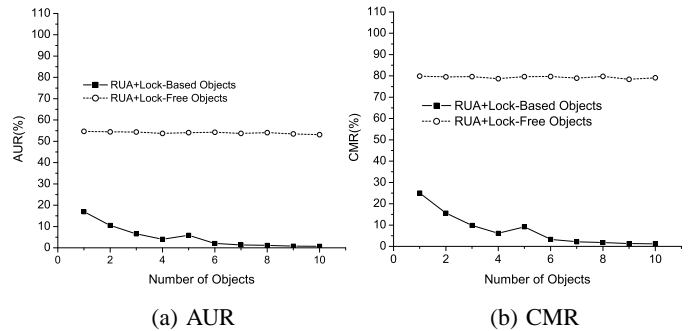 110
100
90
80
70
60
50
40
30
20
10
0
AUR(%)
RUA+Lock-Based Objects
RUA+Lock-Free Objects
0 2 4 6 8 10
Number of Objects
(a) AUR
110
100
90
80
70
60
50
40
30
20
10
0
CMR(%)
RUA+Lock-Based Objects
RUA+Lock-Free Objects
0 2 4 6 8 10
Number of Objects
(b) CMR